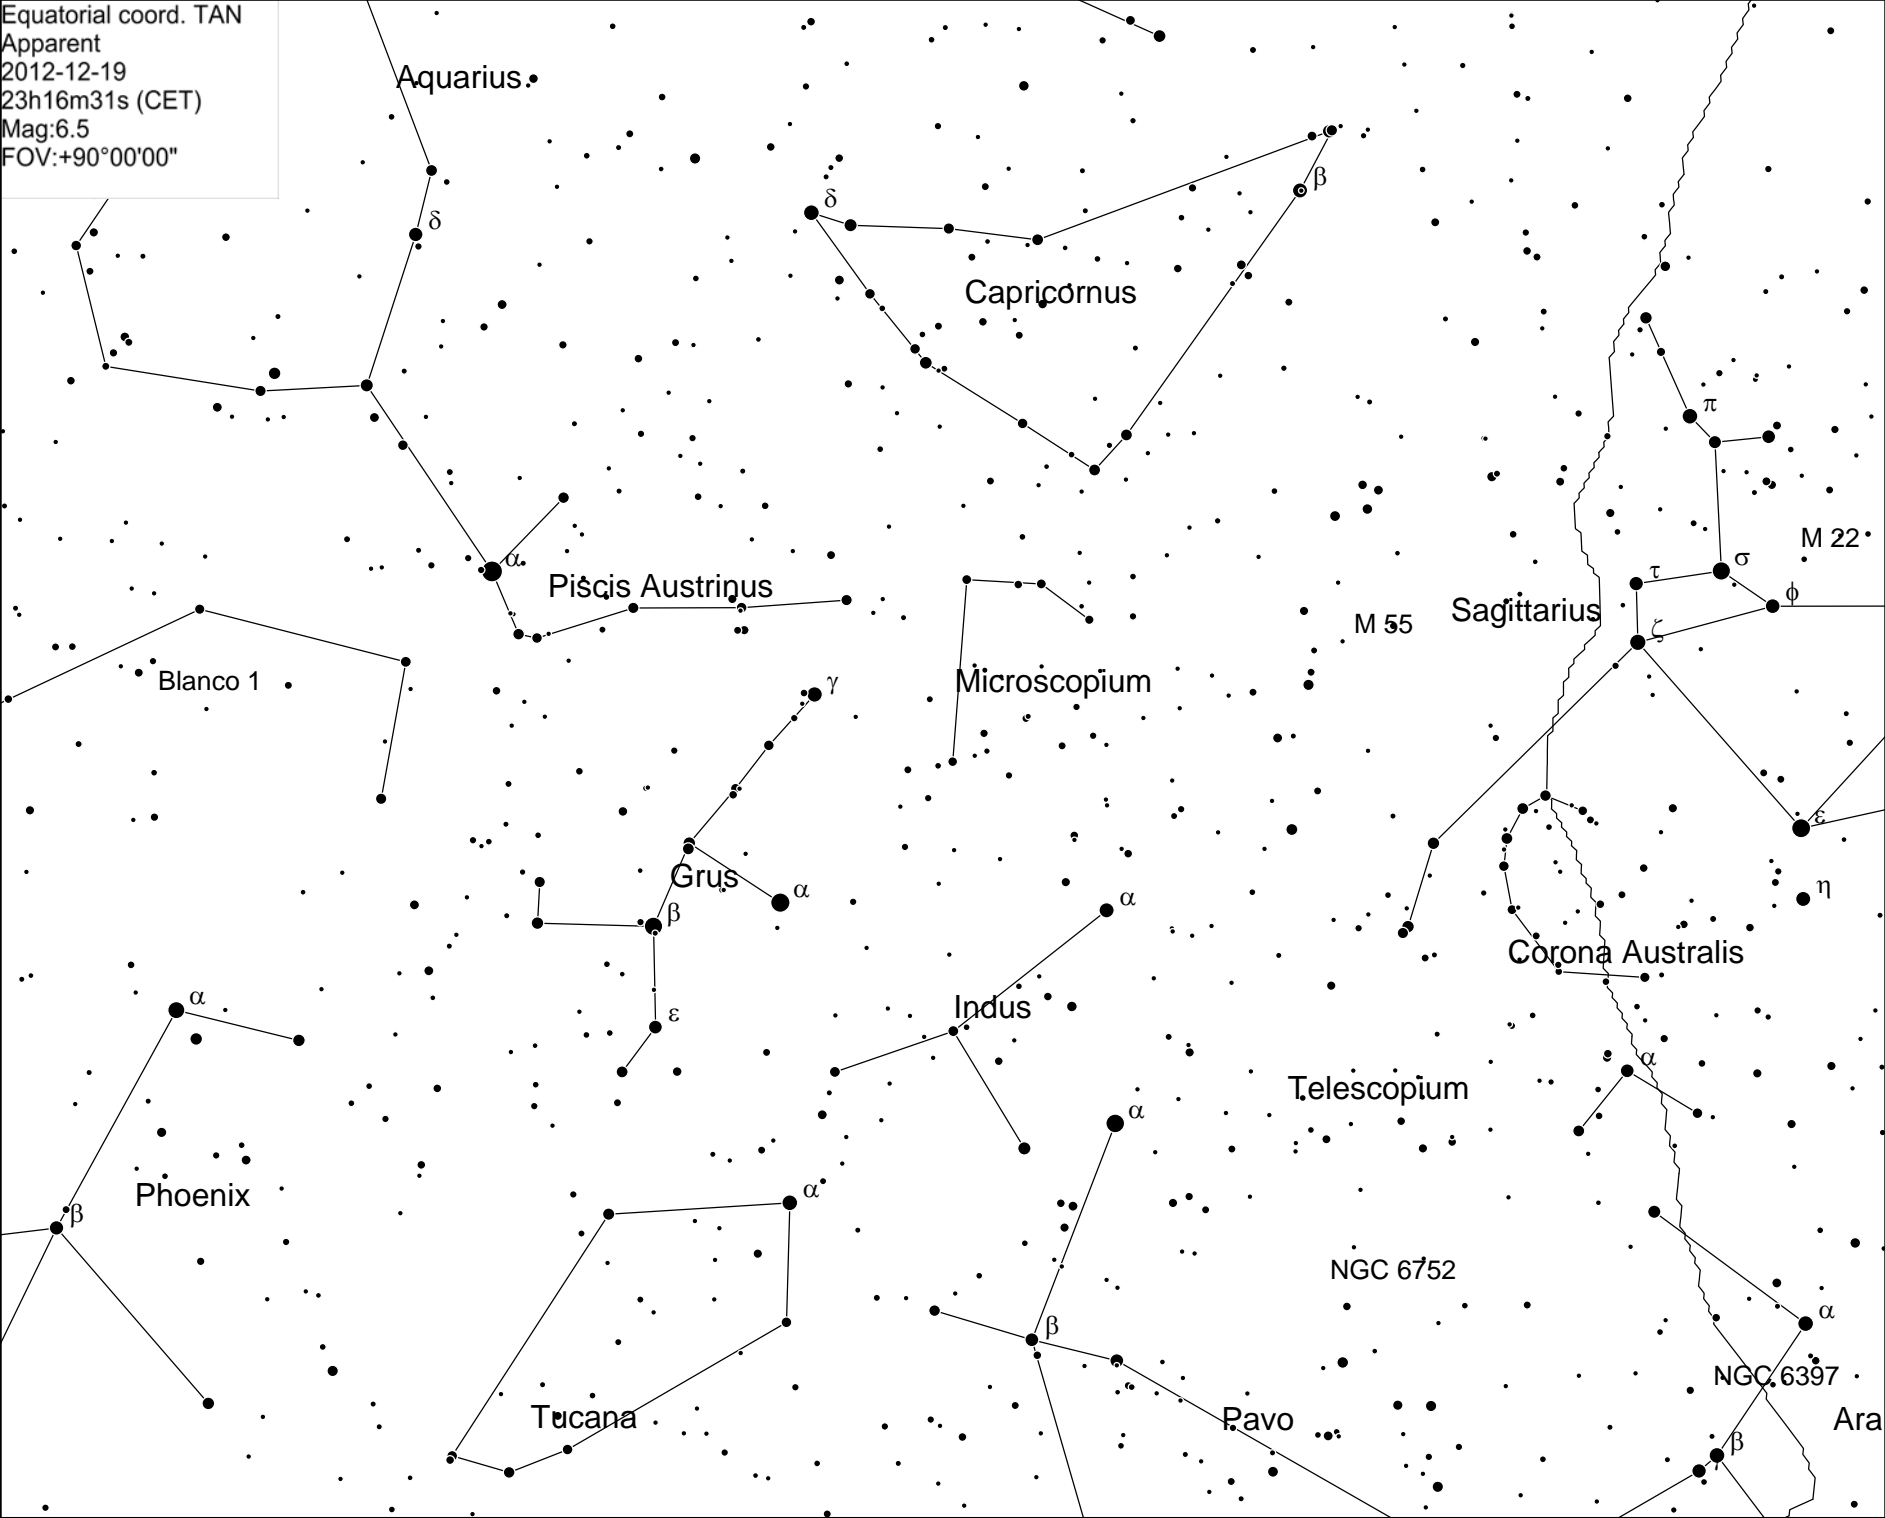 Equatorial coord. TAN
Apparent
2012-12-19
23h16m31s (CET)
Mag:6.5
FOV:+90°00'00"
Aquarius
δ
β
δ
Capricornus
π
M 22
α
σ
Piscis Austrinus
τ
φ
Sagittarius
M 55
ζ
Blanco 1
γ
Microscopium
ε
Grus
α
η
β
α
Corona Australis
α
Indus
ε
α
Telescopium
α
Phoenix
α
β
NGC 6752
α
β
NGC 6397
Tucana
Pavo
Ara
β